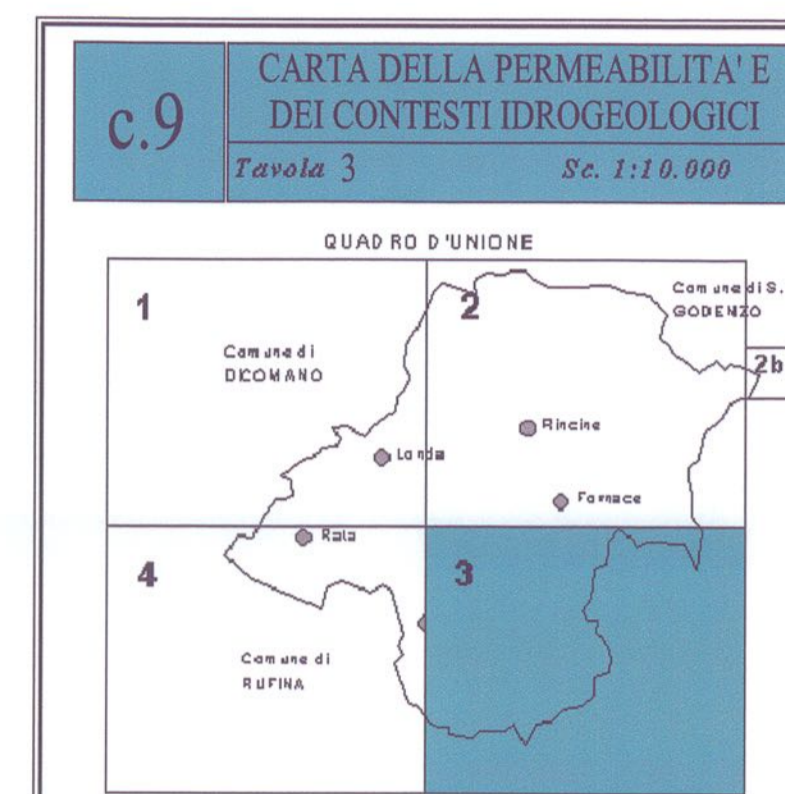 c.9
CARTA DELLA PERMEABILITA' E
DEI CONTESTI IDROGEOLOGICI
Tavola 3 Sc. 1:10.000
QUADRO D'UNIONE
1
2
Comune di S.
GODENZO
Comune di
DICOMANO
2b
Rincine
Londa
Fornace
Rata
4
3
Comune di
RUFINA